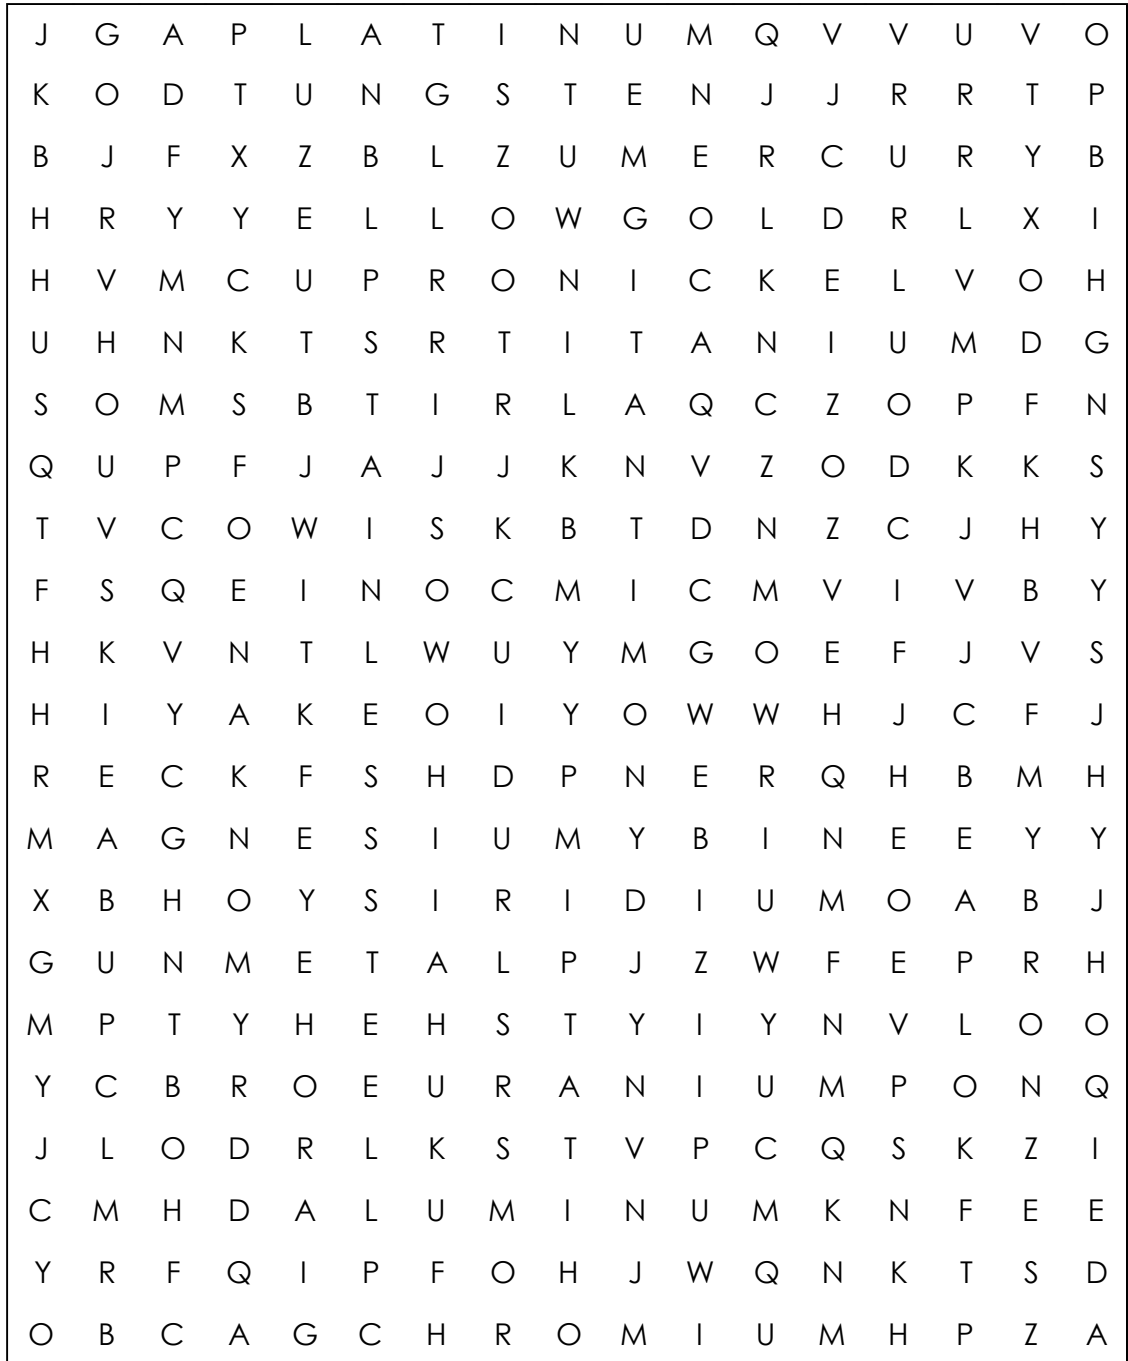 J G A P L A T I N U M Q V V U V O
K O D T U N G S T E N J J R R T P
B J F X Z B L Z U M E R C U R Y B
H R Y Y E L L O W G O L D R L X I
H V M C U P R O N I C K E L V O H
U H N K T S R T I T A N I U M D G
S O M S B T I R L A Q C Z O P F N
Q U P F J A J J K N V Z O D K K S
T V C O W I S K B T D N Z C J H Y
F S Q E I N O C M I C M V I V B Y
H K V N T L W U Y M G O E F J V S
H I Y A K E O I Y O W W H J C F J
R E C K F S H D P N E R Q H B M H
M A G N E S I U M Y B I N E E Y Y
X B H O Y S I R I D I U M O A B J
G U N M E T A L P J Z W F E P R H
M P T Y H E H S T Y I Y N V L O O
Y C B R O E U R A N I U M P O N Q
J L O D R L K S T V P C Q S K Z I
C M H D A L U M I N U M K N F E E
Y R F Q I P F O H J W Q N K T S D
O B C A G C H R O M I U M H P Z A